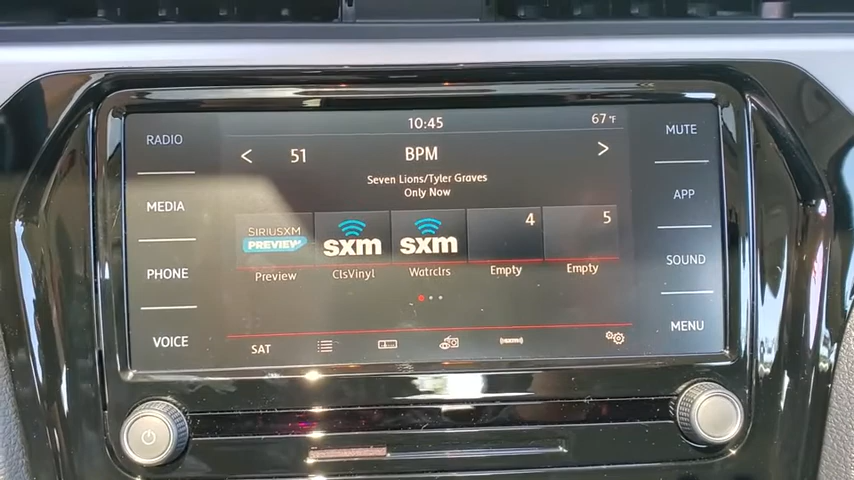 10:45
67°F
RADIO
MUTE
< 51 BPM >
Seven Lions/Tyler Graves
Only Now
MEDIA
APP
SIRIUSXM
PREVIEW
sxm
sxm
4
5
Preview
ClsVinyl
Watrclrs
Empty
Empty
PHONE
SOUND
VOICE
MENU
SAT